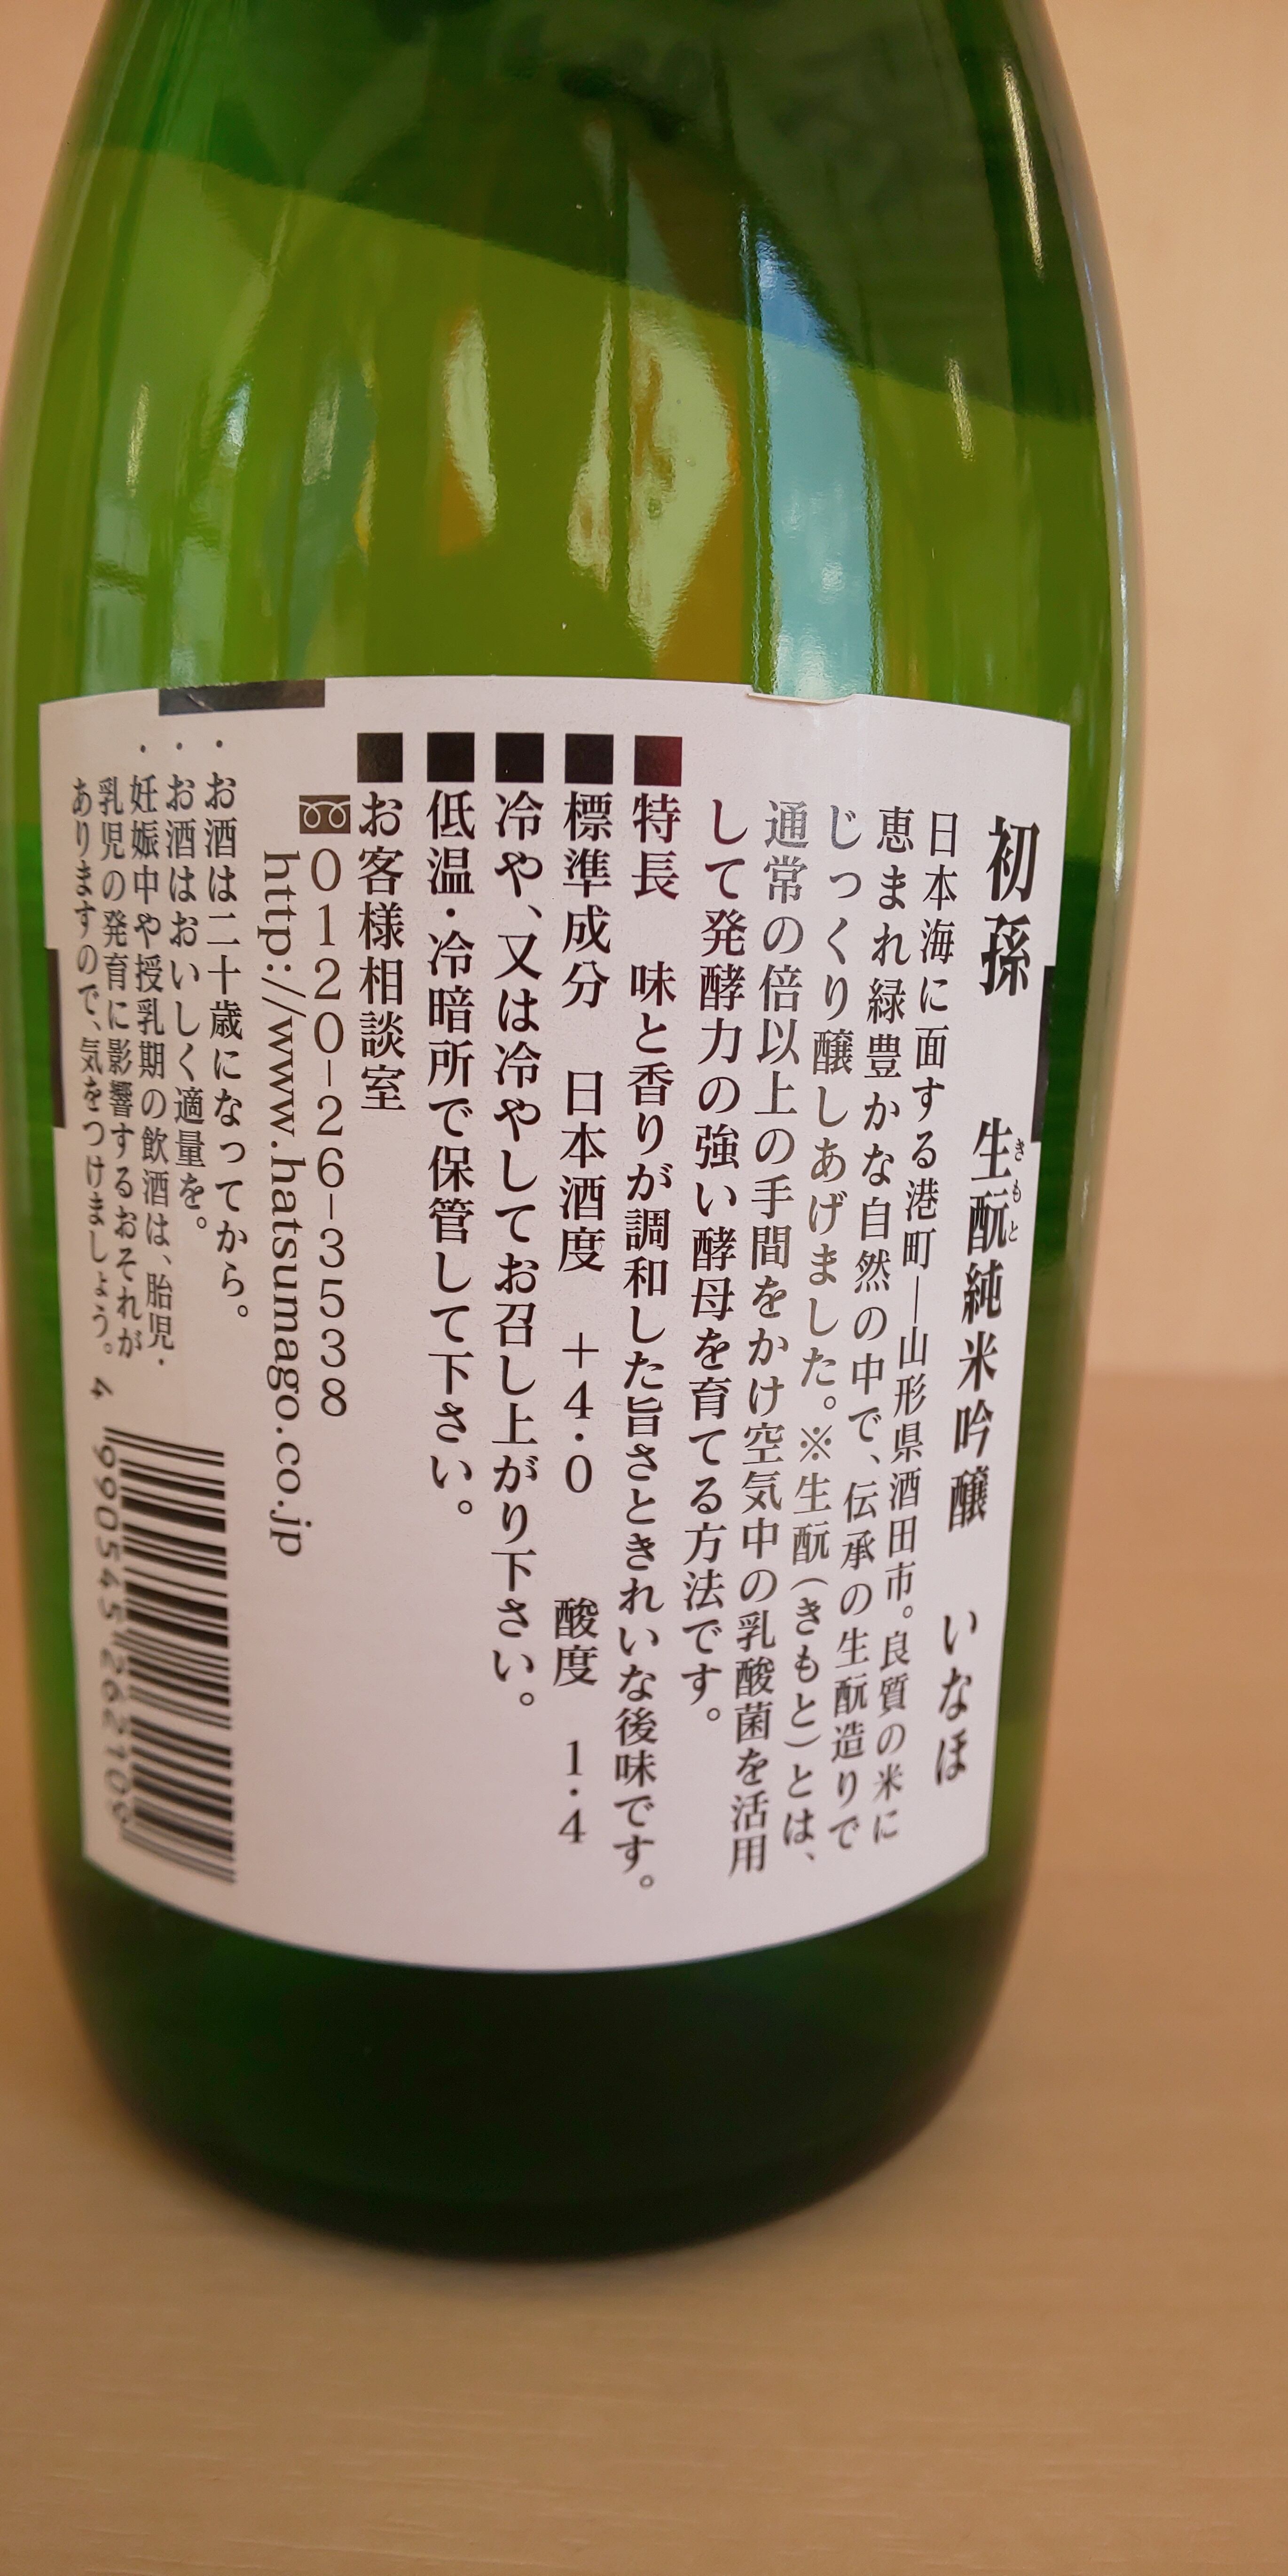 初孫 生酛純米吟醸 いなほ
きもと
日本海に面する港町―山形県酒田市。良質の米に
恵まれ緑豊かな自然の中で、伝承の生酛造りで
じっくり醸しあげました。※生酛(きもと)とは、
通常の倍以上の手間をかけ空気中の乳酸菌を活用
して発酵力の強い酵母を育てる方法です。
■特長 味と香りが調和した旨さときれいな後味です。
■標準成分 日本酒度 +4.0 酸度 1.4
■冷や、又は冷やしてお召し上がり下さい。
■低温・冷暗所で保管して下さい。
■お客様相談室
0120-26-3538
http://www.hatsumago.co.jp
・お酒は二十歳になってから。
・お酒はおいしく適量を。
・妊娠中や授乳期の飲酒は、胎児・
乳児の発育に影響するおそれが
ありますので、気をつけましょう。
4 990545 262109